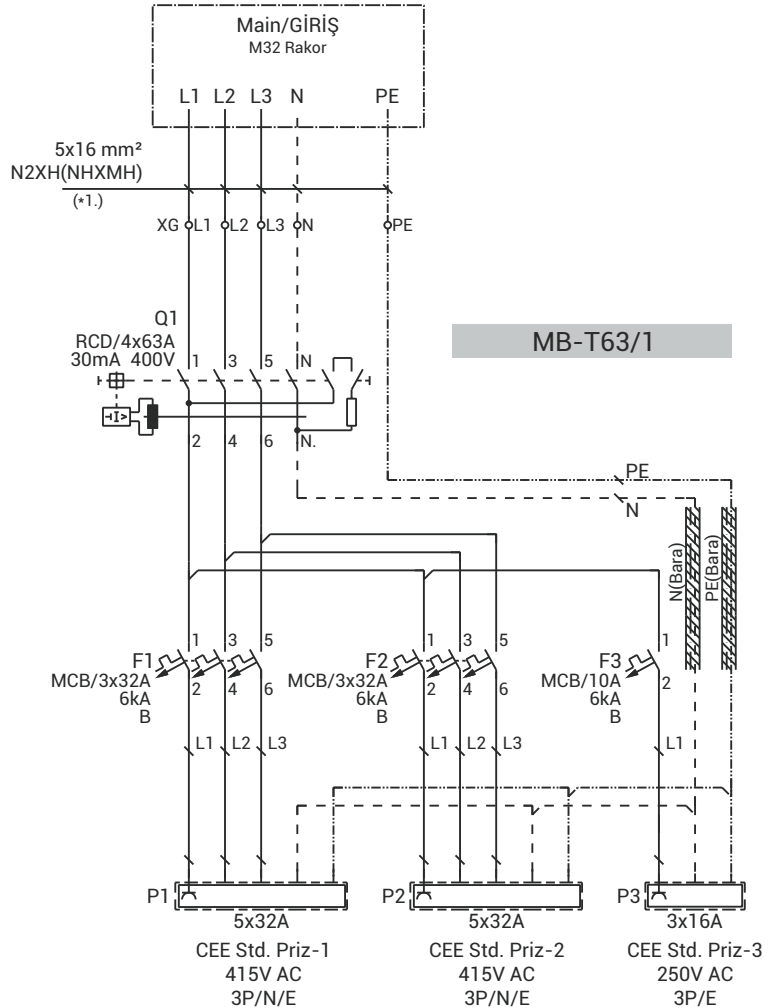 Main/GİRİŞ
M32 Rakor
L1 L2 L3 N PE
5x16 mm²
N2XH(NHXMH)
(*1.)
XG L1 L2 L3 N PE
Q1
RCD/4x63A
30mA 400V
1 3 5 N
MB-T63/1
2 4 6 N.
PE
N
N(Bara)
PE(Bara)
1 3 5
F1
MCB/3x32A
6kA
B
2 4 6
1 3 5
F2
MCB/3x32A
6kA
B
2 4 6
1
F3
MCB/10A
6kA
B
2
L1 L2 L3
L1 L2 L3
L1
P1
P2
P3
5x32A
5x32A
3x16A
CEE Std. Priz-1
415V AC
3P/N/E
CEE Std. Priz-2
415V AC
3P/N/E
CEE Std. Priz-3
250V AC
3P/E